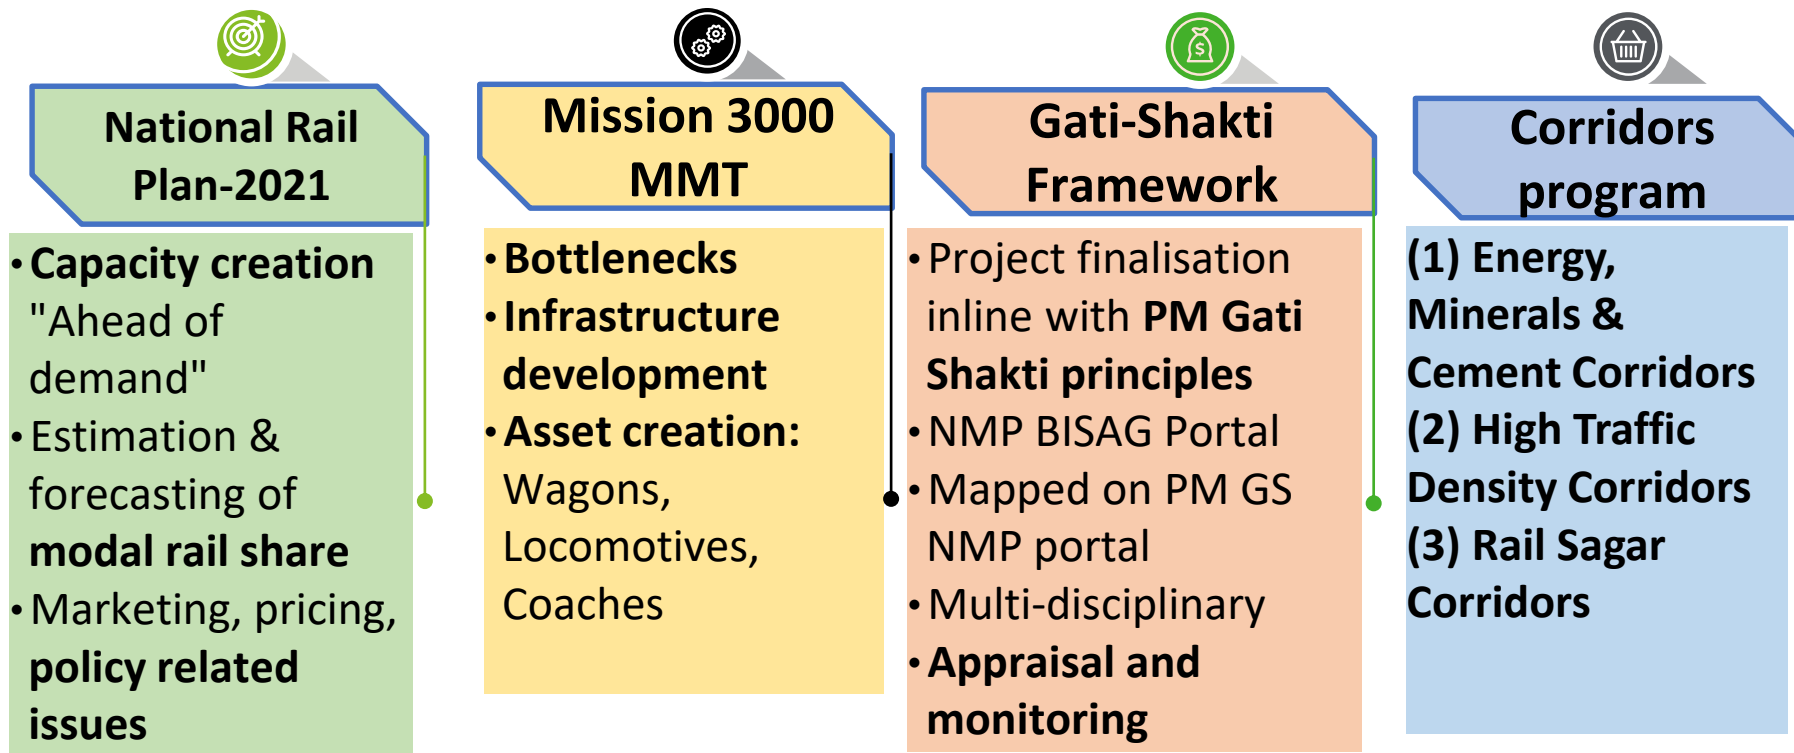 National Rail
Plan-2021
• Capacity creation
"Ahead of
demand"
• Estimation &
forecasting of
modal rail share
• Marketing, pricing,
policy related
issues
Mission 3000
MMT
• Bottlenecks
• Infrastructure
development
• Asset creation:
Wagons,
Locomotives,
Coaches
Gati-Shakti
Framework
• Project finalisation
inline with PM Gati
Shakti principles
• NMP BISAG Portal
• Mapped on PM GS
NMP portal
• Multi-disciplinary
• Appraisal and
monitoring
Corridors
program
(1) Energy,
Minerals &
Cement Corridors
(2) High Traffic
Density Corridors
(3) Rail Sagar
Corridors